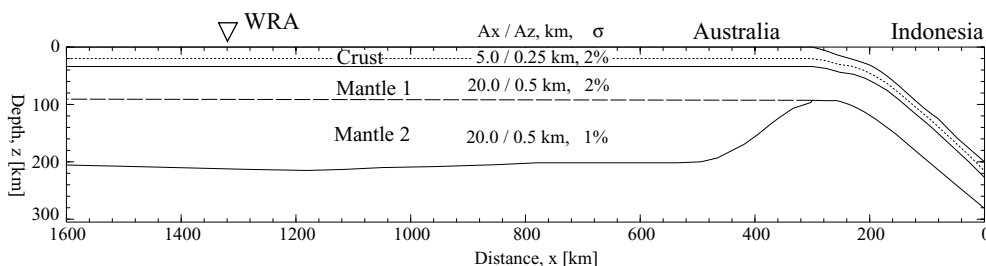 WRA
Ax / Az, km, σ
Australia
Indonesia
0
Crust
5.0 / 0.25 km, 2%
Mantle 1
20.0 / 0.5 km, 2%
100
Mantle 2
20.0 / 0.5 km, 1%
200
300
Depth, z [km]
1600 1400 1200 1000 800 600 400 200 0
Distance, x [km]